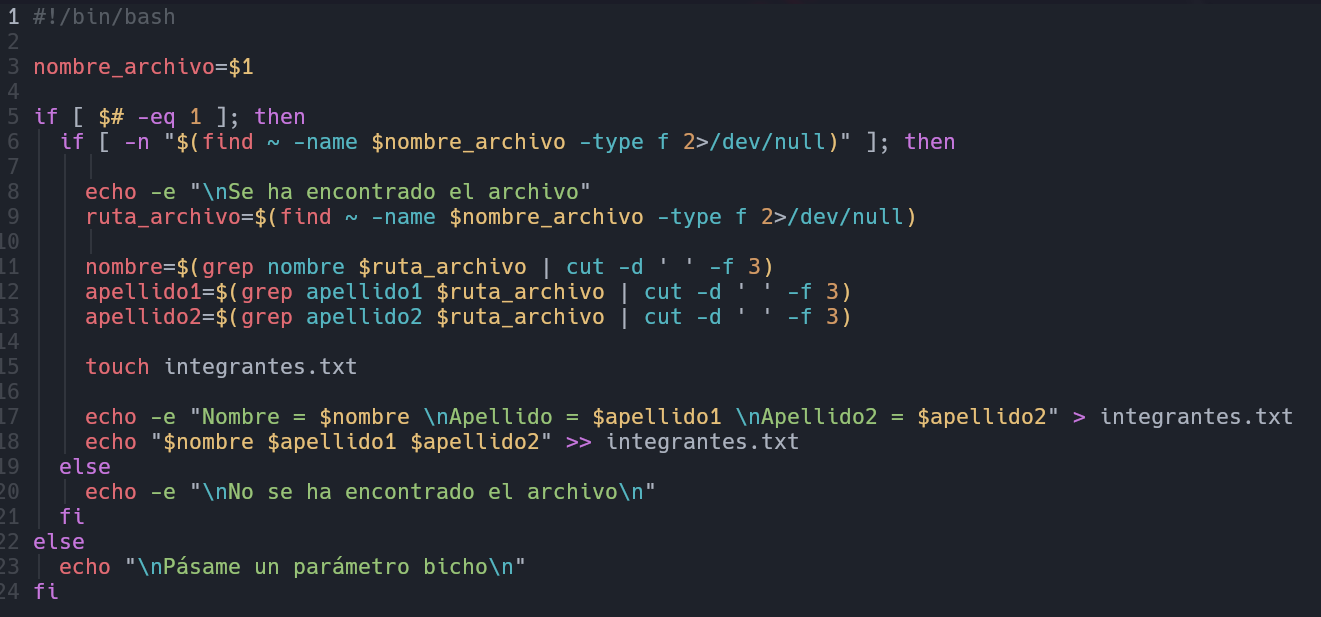 1 #!/bin/bash
2
3 nombre_archivo=$1
4
5 if [ $# -eq 1 ]; then
6   if [ -n "$(find ~ -name $nombre_archivo -type f 2>/dev/null)" ]; then
7
8     echo -e "\nSe ha encontrado el archivo"
9     ruta_archivo=$(find ~ -name $nombre_archivo -type f 2>/dev/null)
10
11     nombre=$(grep nombre $ruta_archivo | cut -d ' ' -f 3)
12     apellido1=$(grep apellido1 $ruta_archivo | cut -d ' ' -f 3)
13     apellido2=$(grep apellido2 $ruta_archivo | cut -d ' ' -f 3)
14
15     touch integrantes.txt
16
17     echo -e "Nombre = $nombre \nApellido = $apellido1 \nApellido2 = $apellido2" > integrantes.txt
18     echo "$nombre $apellido1 $apellido2" >> integrantes.txt
19   else
20     echo -e "\nNo se ha encontrado el archivo\n"
21   fi
22 else
23   echo "\nPásame un parámetro bicho\n"
24 fi